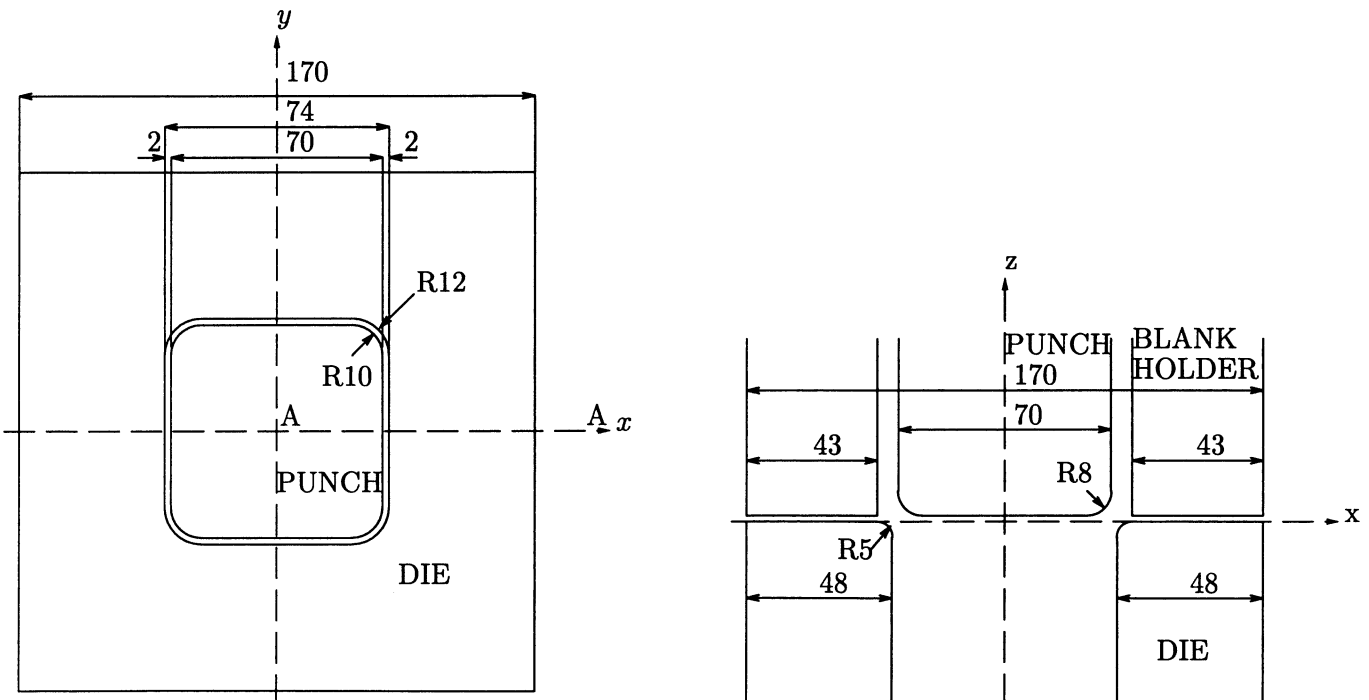 y
170
74
2 70 2
R12
R10
A A x
PUNCH
DIE
z
PUNCH BLANK
HOLDER
170
70
43 43
R8
x
R5
48 48
DIE